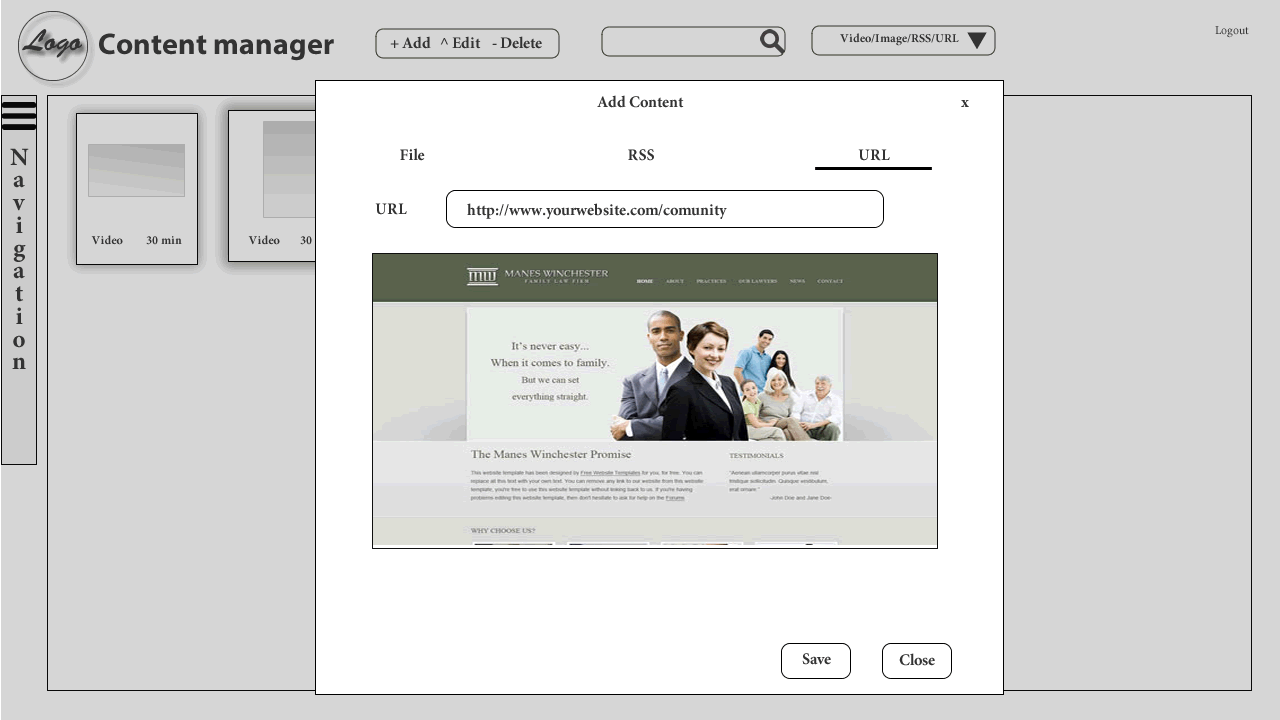 Logo
Content manager
+ Add ^ Edit - Delete
Video/Image/RSS/URL
Logout
Navigation
Video 30 min
Video 30
Add Content
x
File RSS URL
URL
http://www.yourwebsite.com/comunity
MANES WINCHESTER
FAMILY LAW FIRM
HOME ABOUT PRACTICES OUR LAWYERS NEWS CONTACT
It's never easy...
When it comes to family.
But we can set
everything straight.
The Manes Winchester Promise
This website template has been designed by Free Website Templates for you, for free. You can
replace all this text with your own text. You can remove any link to our website from this website
template, you're free to use this website template without linking back to us. If you're having
problems editing this website template, then don't hesitate to ask for help on the Forums.
TESTIMONIALS
"Aenean ullamcorper purus vitae nisl
tristique sollicitudin. Quisque vestibulum,
erat ornare."
-John Doe and Jane Doe-
WHY CHOOSE US?
Save
Close